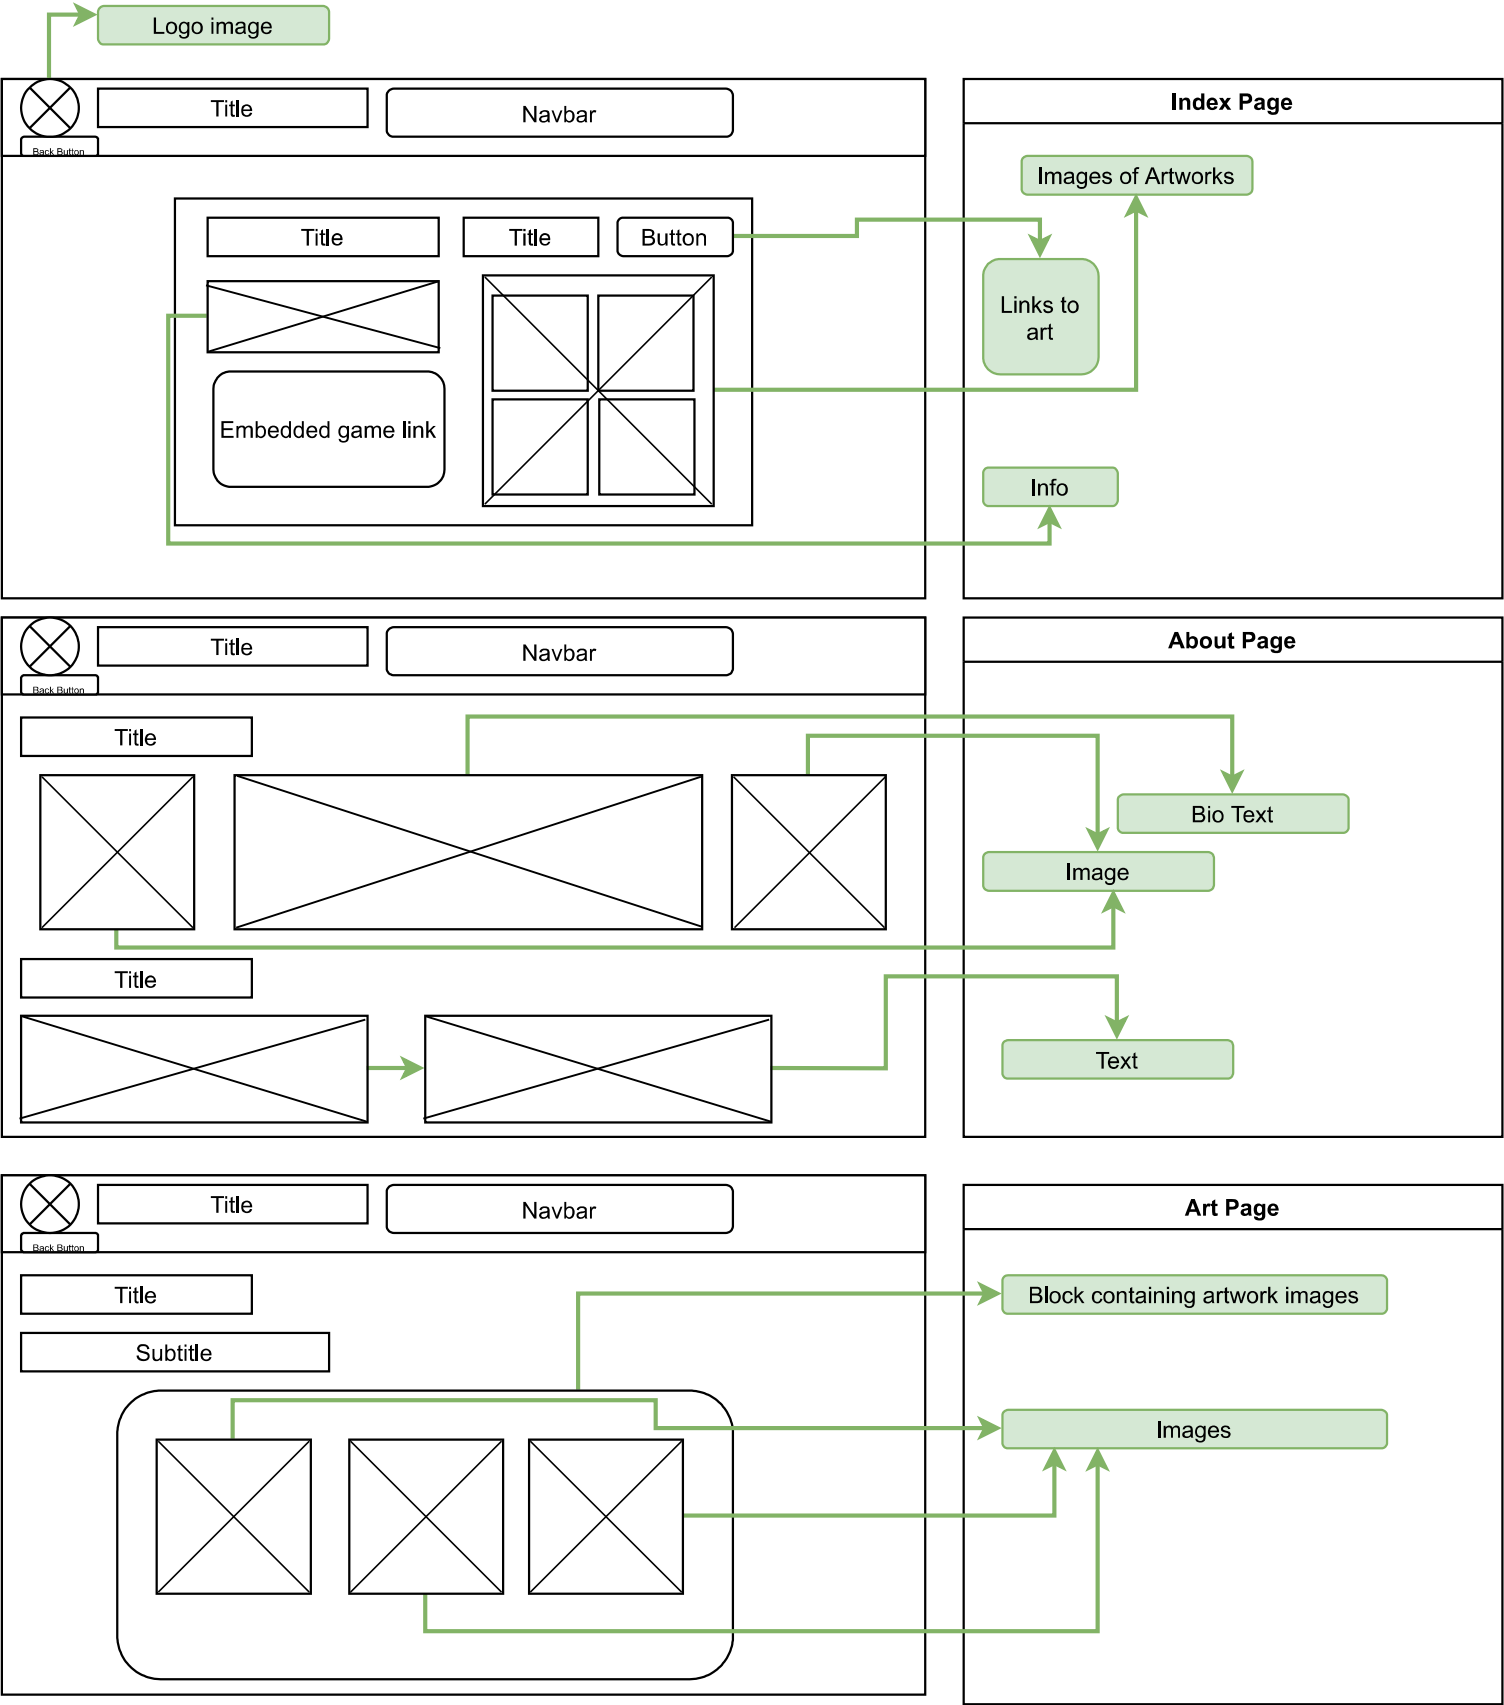 Logo image
Title
Navbar
Back Button
Index Page
Images of Artworks
Title
Title
Button
Links to
art
Embedded game link
Info
Title
Navbar
Back Button
About Page
Title
Bio Text
Image
Title
Text
Title
Navbar
Back Button
Art Page
Title
Block containing artwork images
Subtitle
Images